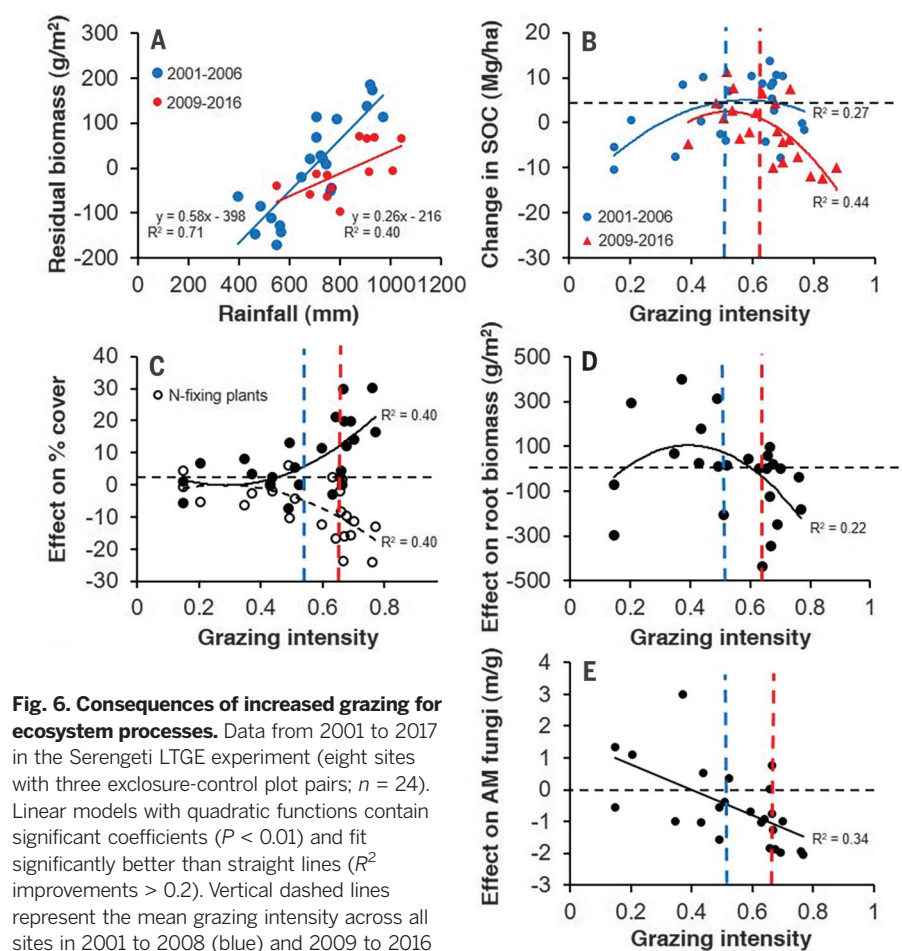 A
Residual biomass (g/m²)
300
200
100
0
-100
-200
2001-2006
2009-2016
y = 0.58x - 398
R² = 0.71
y = 0.26x - 216
R² = 0.40
0 200 400 600 800 1000 1200
Rainfall (mm)
B
Change in SOC (Mg/ha)
20
10
0
-10
-20
-30
R² = 0.27
R² = 0.44
2001-2006
2009-2016
0 0.2 0.4 0.6 0.8 1
Grazing intensity
C
Effect on % cover
40
30
20
10
0
-10
-20
-30
N-fixing plants
R² = 0.40
R² = 0.40
0 0.2 0.4 0.6 0.8
Grazing intensity
D
Effect on root biomass (g/m²)
500
300
100
-100
-300
-500
R² = 0.22
0 0.2 0.4 0.6 0.8 1
Grazing intensity
E
Effect on AM fungi (m/g)
4
3
2
1
0
-1
-2
-3
R² = 0.34
0 0.2 0.4 0.6 0.8 1
Grazing intensity
Fig. 6. Consequences of increased grazing for
ecosystem processes. Data from 2001 to 2017
in the Serengeti LTGE experiment (eight sites
with three exclosure-control plot pairs; n = 24).
Linear models with quadratic functions contain
significant coefficients (P < 0.01) and fit
significantly better than straight lines (R²
improvements > 0.2). Vertical dashed lines
represent the mean grazing intensity across all
sites in 2001 to 2008 (blue) and 2009 to 2016